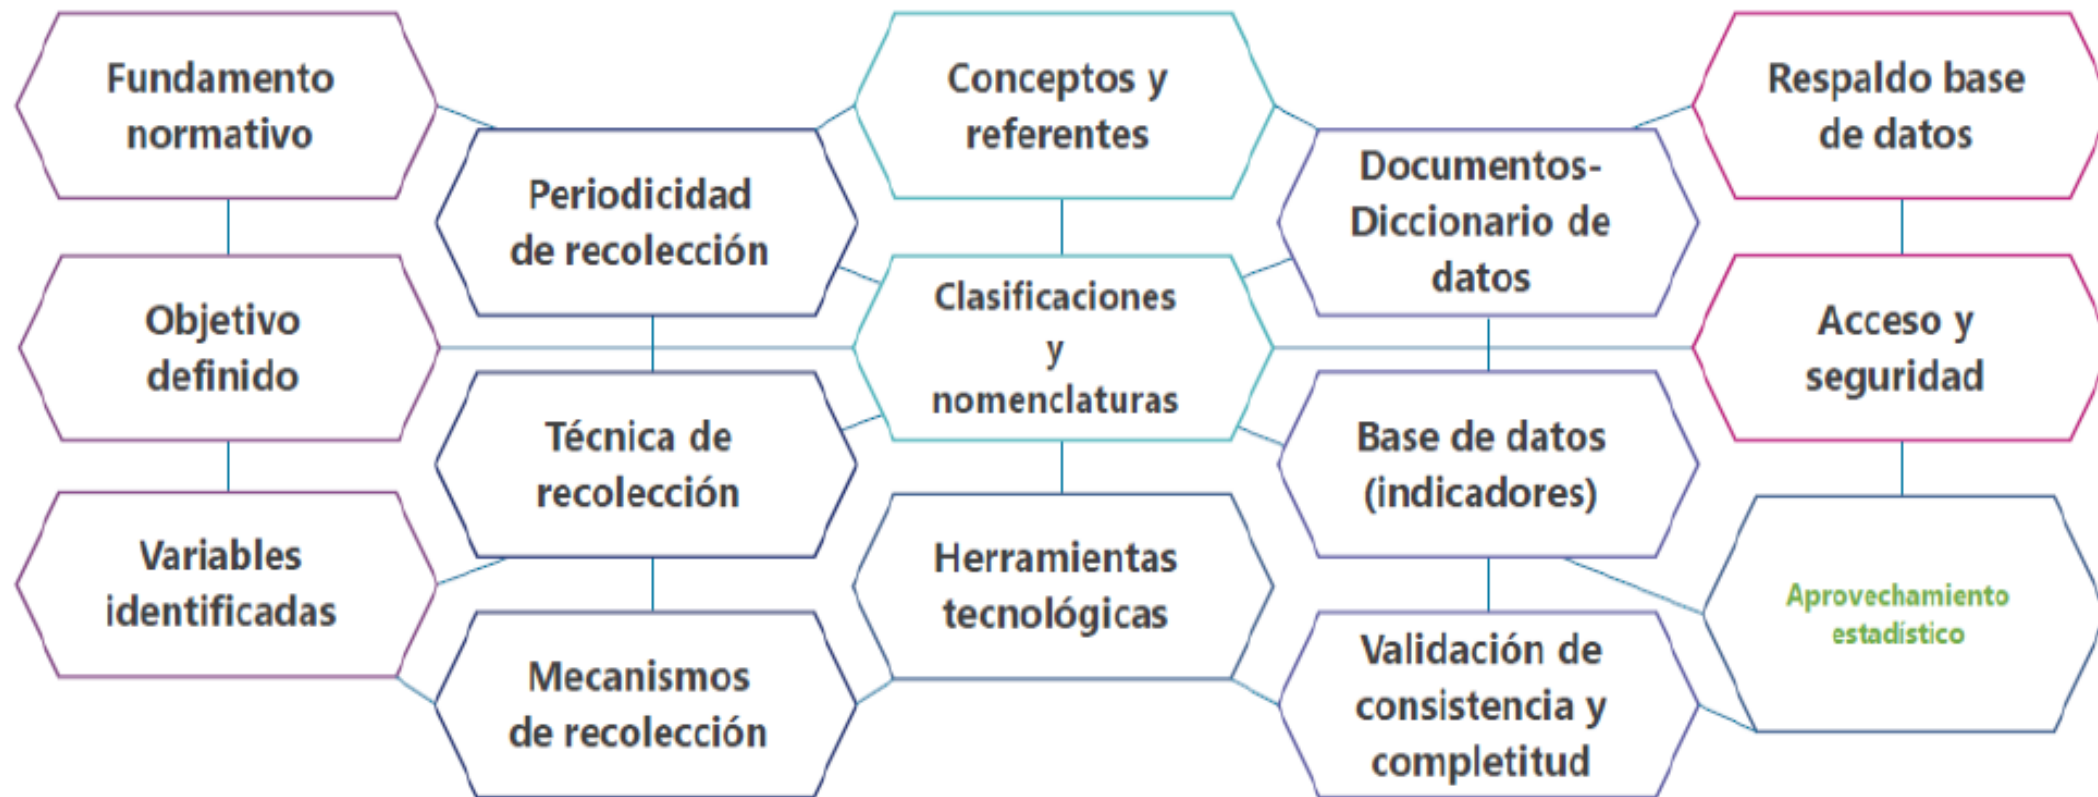 Fundamento
normativo
Objetivo
definido
Variables
identificadas
Periodicidad
de recolección
Técnica de
recolección
Mecanismos
de recolección
Conceptos y
referentes
Clasificaciones
y
nomenclaturas
Herramientas
tecnológicas
Documentos-
Diccionario de
datos
Base de datos
(indicadores)
Validación de
consistencia y
completitud
Respaldo base
de datos
Acceso y
seguridad
Aprovechamiento
estadístico